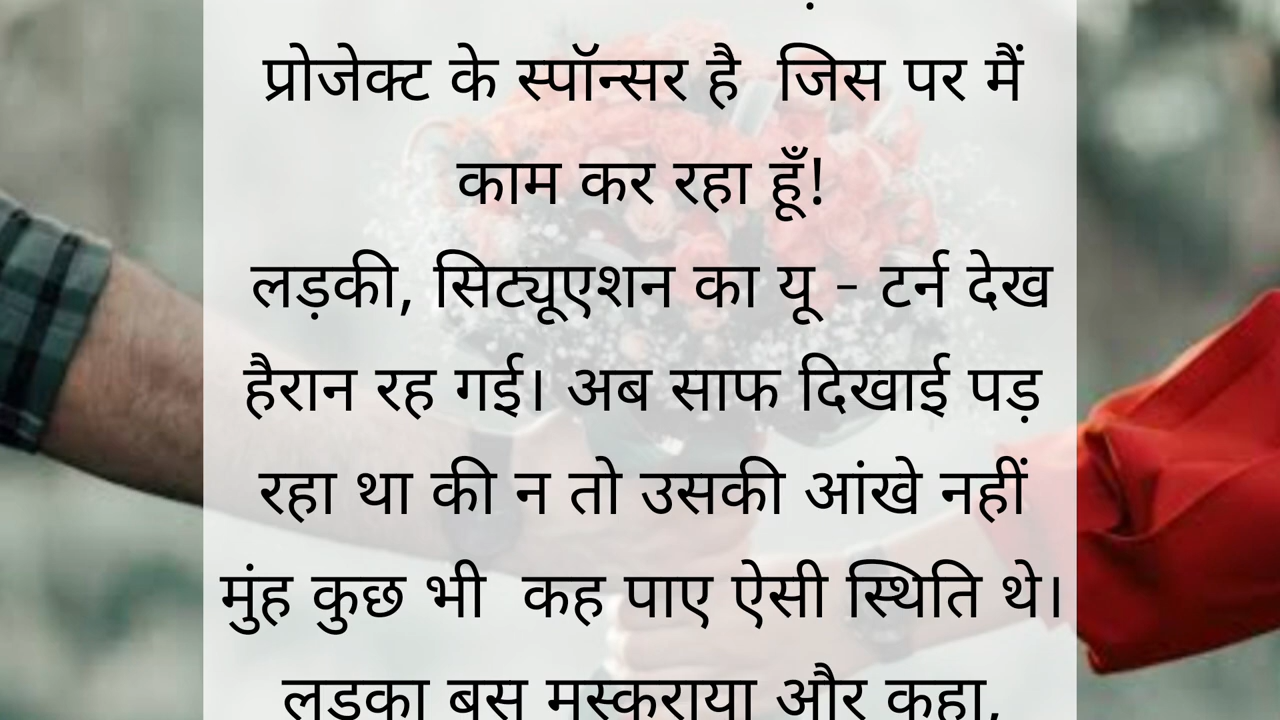 प्रोजेक्ट के स्पॉन्सर है  जिस पर मैं
काम कर रहा हूँ!
लड़की, सिट्यूएशन का यू - टर्न देख
हैरान रह गई। अब साफ दिखाई पड़
रहा था की न तो उसकी आंखे नहीं
मुंह कुछ भी  कह पाए ऐसी स्थिति थे।
लड़का बस मुस्कुराया और कहा,